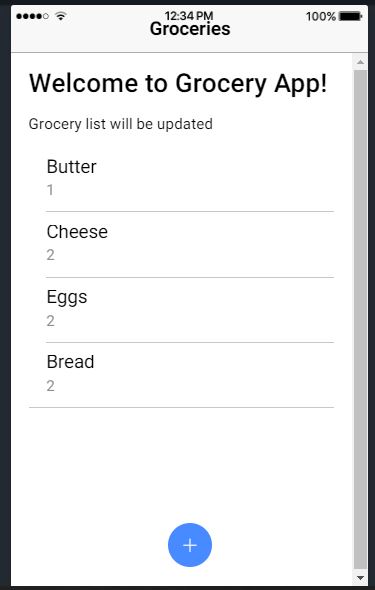 12:34 PM 100%
Groceries
Welcome to Grocery App!
Grocery list will be updated
Butter
1
Cheese
2
Eggs
2
Bread
2
+